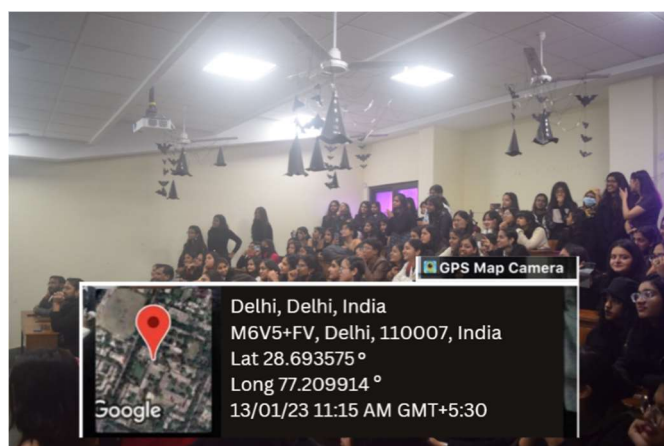 GPS Map Camera
Delhi, Delhi, India
M6V5+FV, Delhi, 110007, India
Lat 28.693575°
Long 77.209914°
13/01/23 11:15 AM GMT+5:30
Google